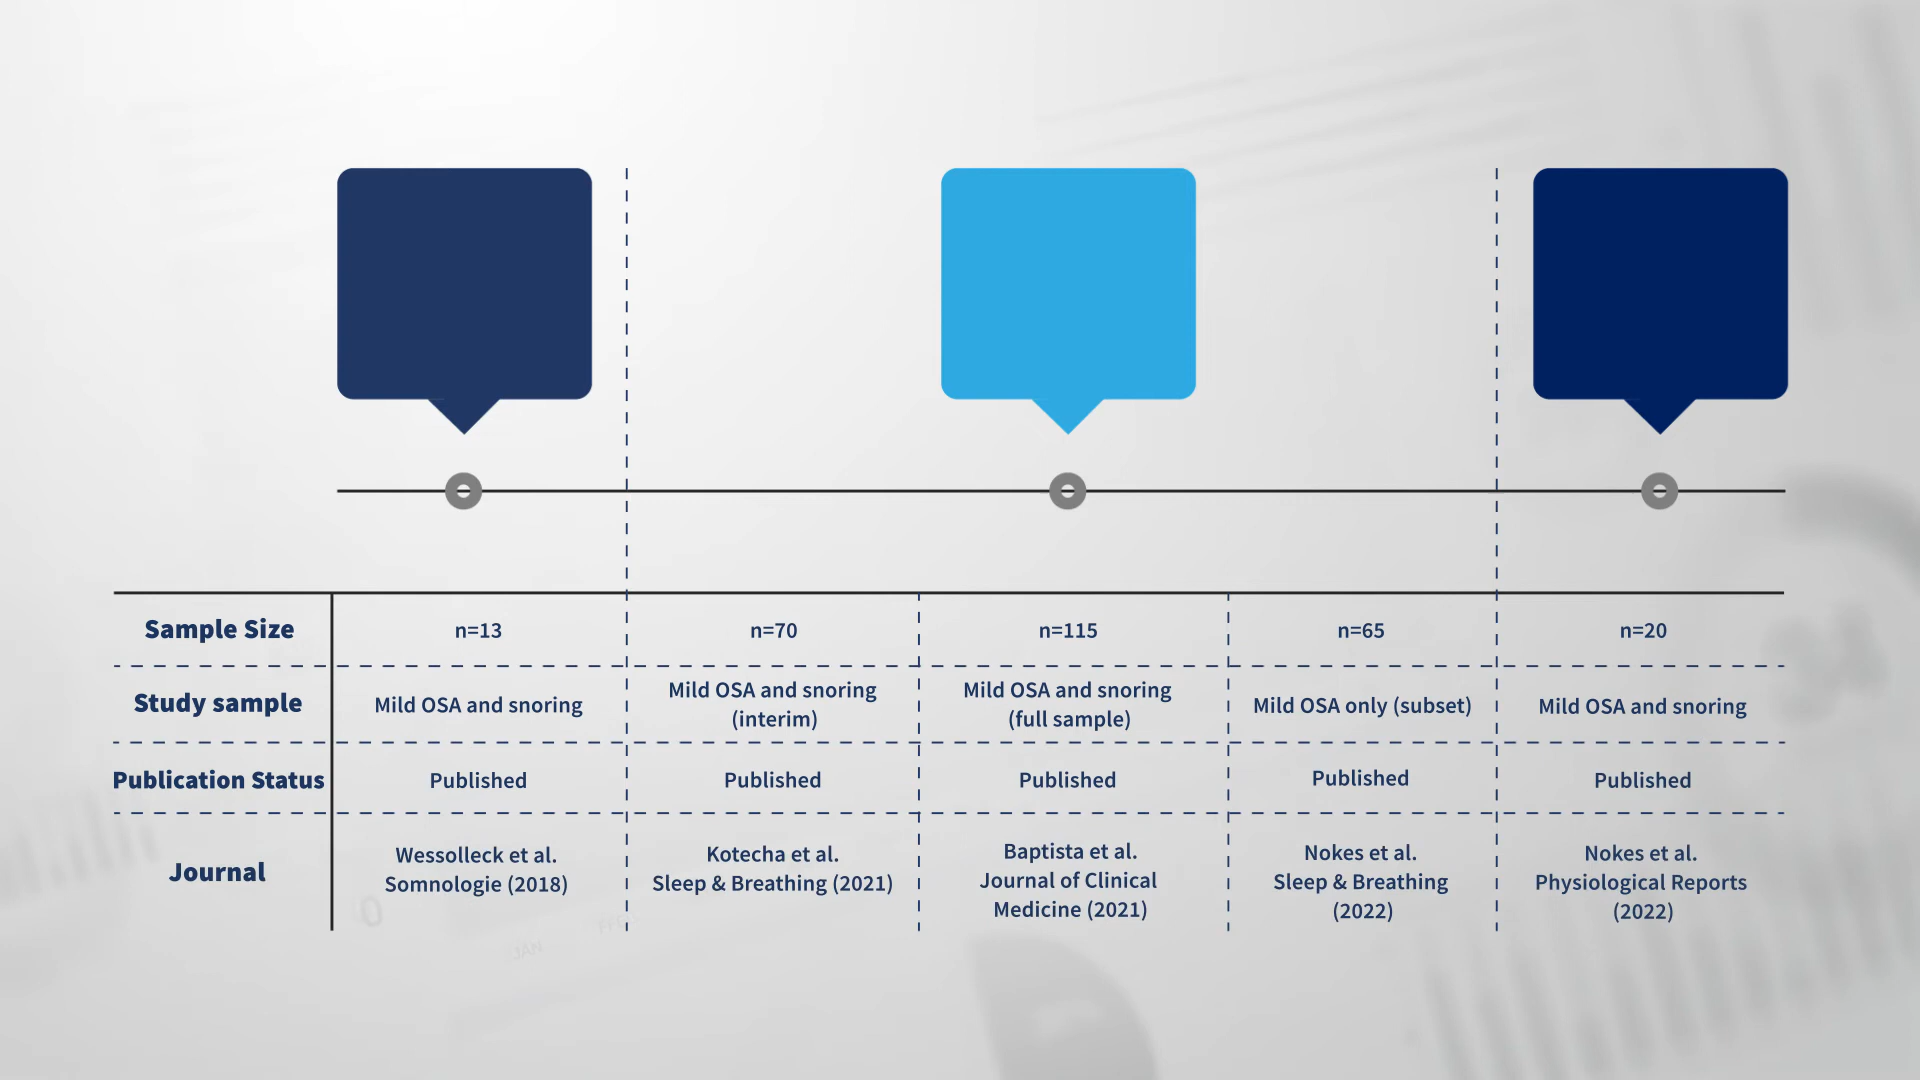 Sample Size
n=13
n=70
n=115
n=65
n=20
Study sample
Mild OSA and snoring
Mild OSA and snoring
(interim)
Mild OSA and snoring
(full sample)
Mild OSA only (subset)
Mild OSA and snoring
Publication Status
Published
Published
Published
Published
Published
Journal
Wessolleck et al.
Somnologie (2018)
Kotecha et al.
Sleep & Breathing (2021)
Baptista et al.
Journal of Clinical
Medicine (2021)
Nokes et al.
Sleep & Breathing
(2022)
Nokes et al.
Physiological Reports
(2022)
0
JAN